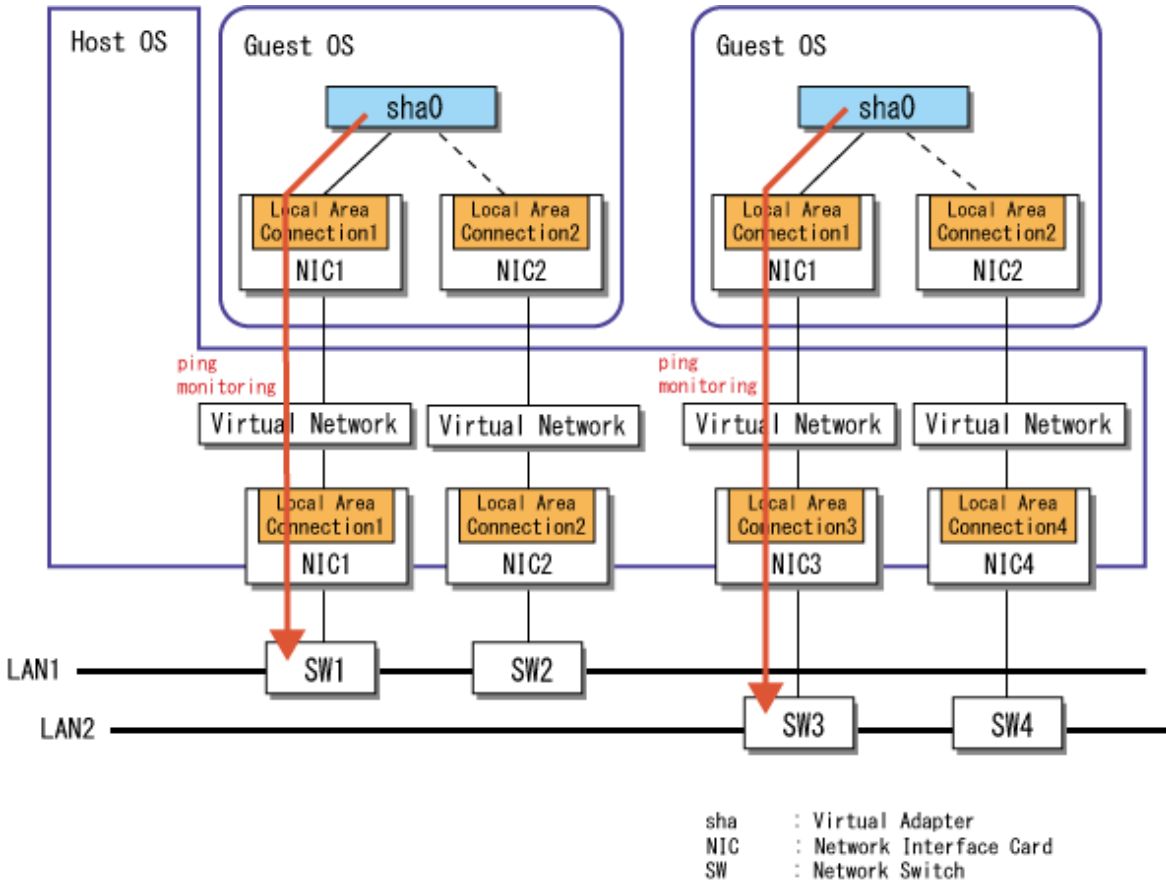 Host OS
Guest OS
Guest OS
sha0
sha0
Local Area
Connection1
NIC1
Local Area
Connection2
NIC2
Local Area
Connection1
NIC1
Local Area
Connection2
NIC2
ping
monitoring
ping
monitoring
Virtual Network
Virtual Network
Virtual Network
Virtual Network
Local Area
Connection1
NIC1
Local Area
Connection2
NIC2
Local Area
Connection3
NIC3
Local Area
Connection4
NIC4
LAN1
SW1
SW2
LAN2
SW3
SW4
sha : Virtual Adapter
NIC : Network Interface Card
SW : Network Switch